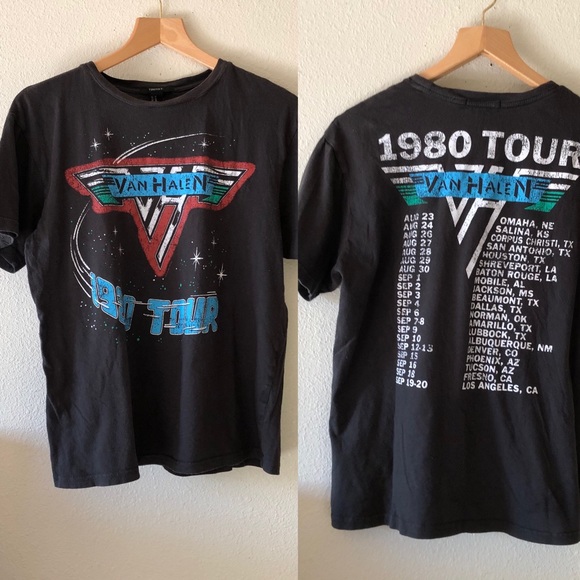 VAN HALEN
1980 TOUR
1980 TOUR
VAN HALEN
AUG 23 OMAHA, NE
AUG 24 SALINA, KS
AUG 26 CORPUS CHRISTI, TX
AUG 27 SAN ANTONIO, TX
AUG 28 HOUSTON, TX
AUG 29 SHREVEPORT, LA
AUG 30 BATON ROUGE, LA
SEP 1 MOBILE, AL
SEP 2 JACKSON, MS
SEP 3 BEAUMONT, TX
SEP 4 DALLAS, TX
SEP 6 NORMAN, OK
SEP 7-8 AMARILLO, TX
SEP 9 LUBBOCK, TX
SEP 10 ALBUQUERQUE, NM
SEP 12-13 DENVER, CO
SEP 15 PHOENIX, AZ
SEP 16 TUCSON, AZ
SEP 18 FRESNO, CA
SEP 19-20 LOS ANGELES, CA